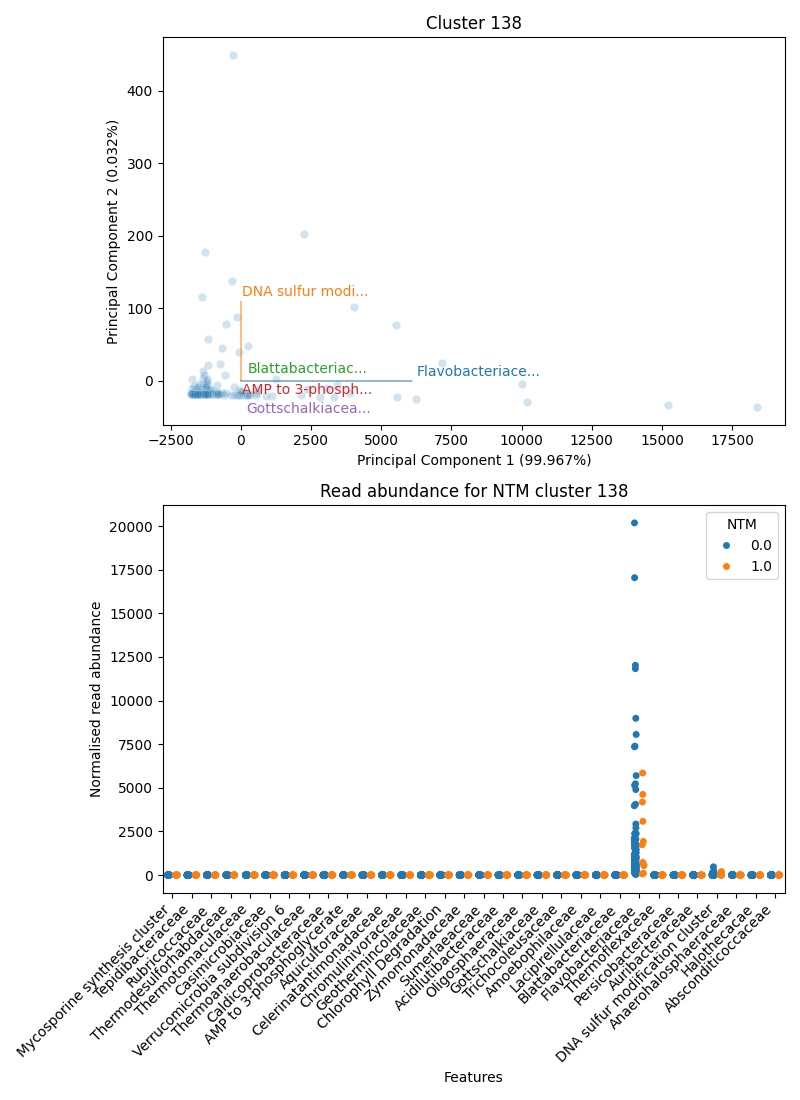 Cluster 138
Principal Component 2 (0.032%)
400
300
200
100
0
DNA sulfur modi...
Blattabacteriac...
Flavobacteriace...
AMP to 3-phosph...
Gottschalkiacea...
−2500
0
2500
5000
7500
10000
12500
15000
17500
Principal Component 1 (99.967%)
Read abundance for NTM cluster 138
Normalised read abundance
20000
17500
15000
12500
10000
7500
5000
2500
0
NTM
0.0
1.0
Mycosporine synthesis cluster
Tepidibacteraceae
Rubricoccaceae
Thermodesulforhabdaceae
Thermotomaculaceae
Casimicrobiaceae
Verrucomicrobia subdivision 6
Thermoanaerobaculaceae
Caldicoprobacteraceae
AMP to 3-phosphoglycerate
Aquicultoraceae
Celerinatantimonadaceae
Chromulinivoraceae
Geothermincolaceae
Chlorophyll Degradation
Zymomonadaceae
Sumerlaeaceae
Acidilutibacteraceae
Oligosphaeraceae
Gottschalkiaceae
Trichocoleusaceae
Amoebophilaceae
Lacipirellulaceae
Blattabacteriaceae
Flavobacteriaceae
Thermoflexaceae
Persicobacteraceae
Auribacteraceae
DNA sulfur modification cluster
Anaerohalosphaeraceae
Halothecacae
Absconditicoccaceae
Features